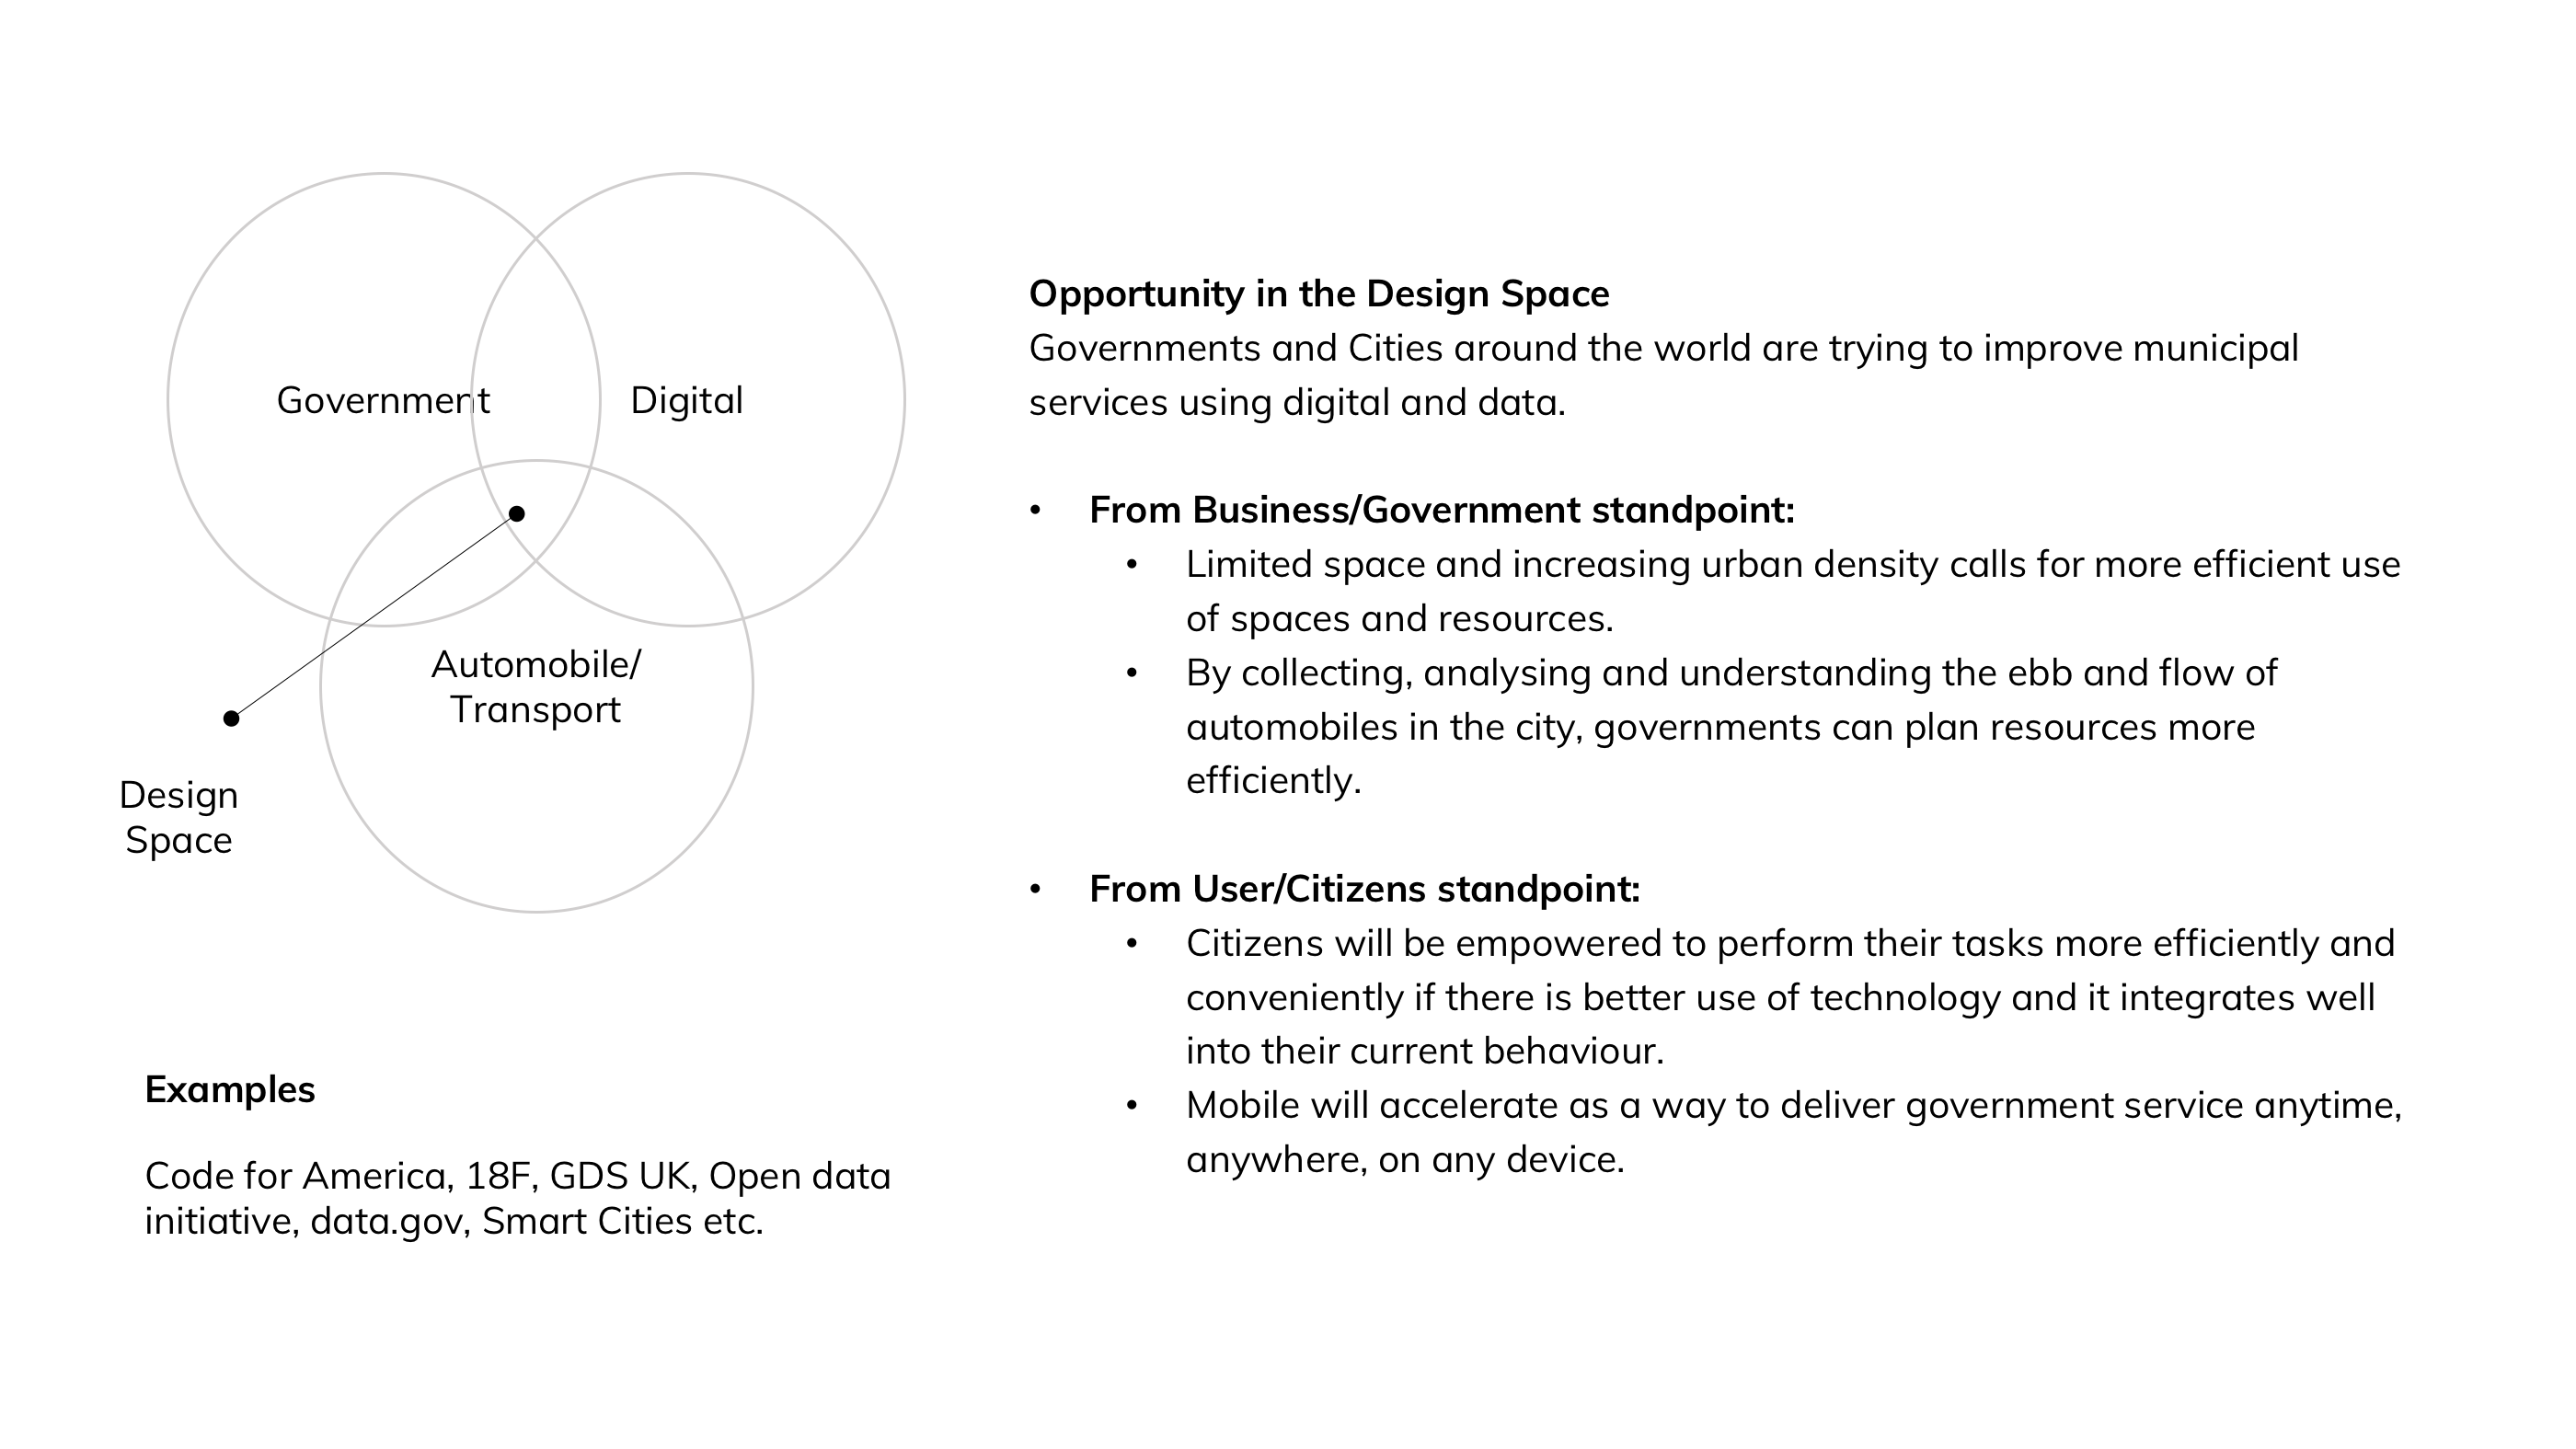 Government
Digital
Automobile/
Transport
Design
Space
Examples
Code for America, 18F, GDS UK, Open data
initiative, data.gov, Smart Cities etc.
Opportunity in the Design Space
Governments and Cities around the world are trying to improve municipal
services using digital and data.
• From Business/Government standpoint:
• Limited space and increasing urban density calls for more efficient use
of spaces and resources.
• By collecting, analysing and understanding the ebb and flow of
automobiles in the city, governments can plan resources more
efficiently.
• From User/Citizens standpoint:
• Citizens will be empowered to perform their tasks more efficiently and
conveniently if there is better use of technology and it integrates well
into their current behaviour.
• Mobile will accelerate as a way to deliver government service anytime,
anywhere, on any device.